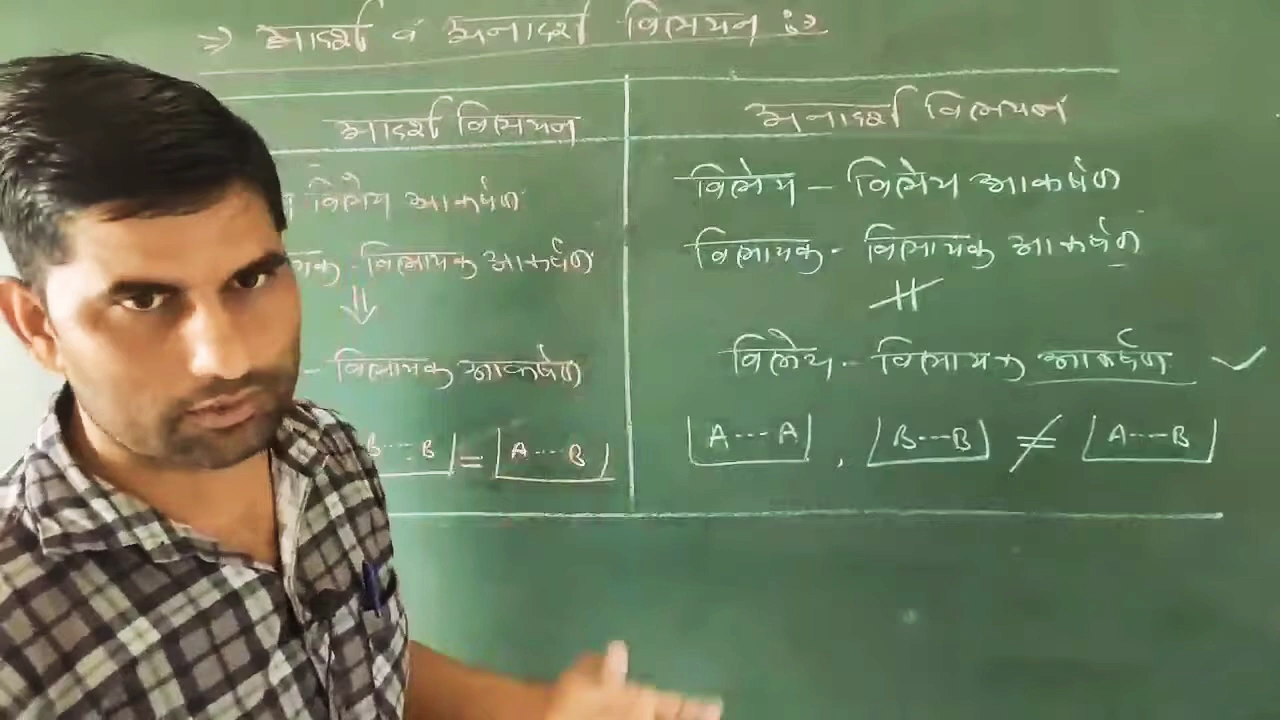 ⇒ आदर्श व अनादर्श विलयन :-
आदर्श विलयन
विलेय आकर्षण
यक - विलायक आकर्षण
⇓
- विलायक आकर्षण
B---B = A---B
अनादर्श विलयन
विलेय - विलेय आकर्षण
विलायक - विलायक आकर्षण
∦
विलेय - विलायक आकर्षण ✓
A---A , B---B ≠ A---B